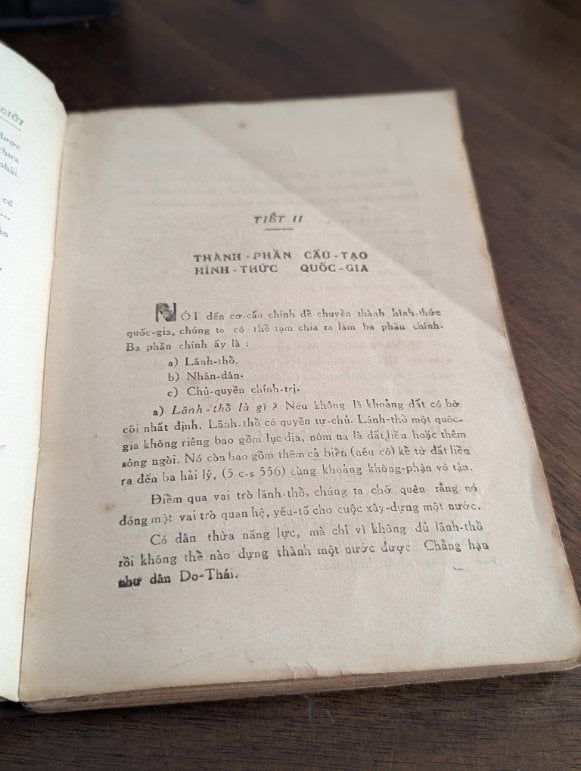 GIỚI
được
chưa
phải
có
...
ảo
TIẾT II
THÀNH-PHẦN CẤU-TẠO
HÌNH-THỨC QUỐC-GIA
NÓI đến cơ-cấu chính để chuyển thành hình-thức
quốc-gia, chúng ta có thể tạm chia ra làm ba phần chính.
Ba phần chính ấy là :
a) Lãnh-thổ.
b) Nhân-dân.
c) Chủ-quyền chính-trị.
a) Lãnh-thổ là gì ? Nếu không là khoảng đất có bờ
cõi nhất định. Lãnh-thổ có quyền tự-chủ. Lãnh-thổ một quốc-
gia không riêng bao gồm lục địa, nôm na là đất liền hoặc thêm
sông ngòi. Nó còn bao gồm thêm cả biển (nếu có) kể từ đất liền
ra đến ba hải lý, (5 c.s 556) cùng khoảng không-phận vô tận.
Điểm qua vai trò lãnh-thổ, chúng ta chớ quên rằng nó
đóng một vai trò quan hệ, yếu-tố cho cuộc xây-dựng một nước.
Có dân thừa năng lực, mà chỉ vì không đủ lãnh-thổ
rồi không thể nào dựng thành một nước được Chẳng hạn
như dân Do-Thái.